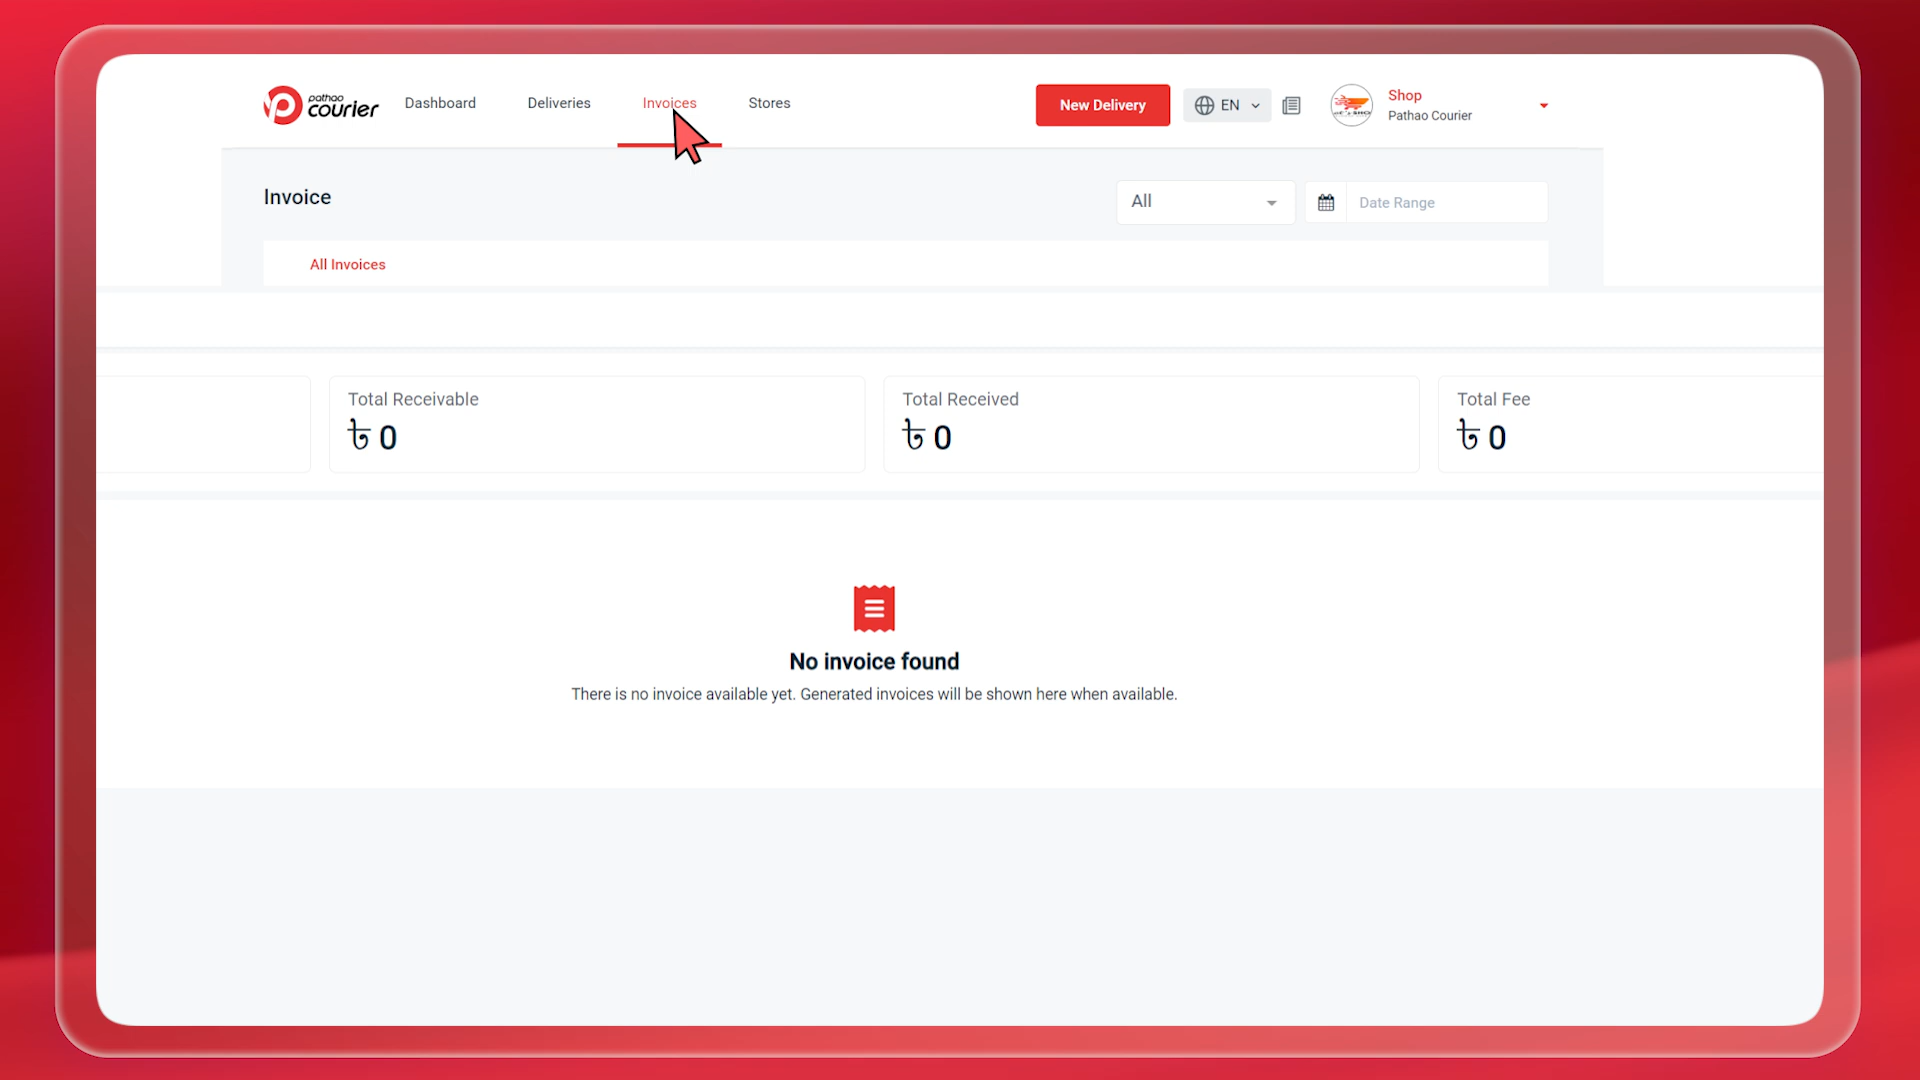 pathao
courier
Dashboard
Deliveries
Invoices
Stores
New Delivery
EN
Shop
Pathao Courier
Invoice
All
Date Range
All Invoices
Total Receivable
৳ 0
Total Received
৳ 0
Total Fee
৳ 0
No invoice found
There is no invoice available yet. Generated invoices will be shown here when available.